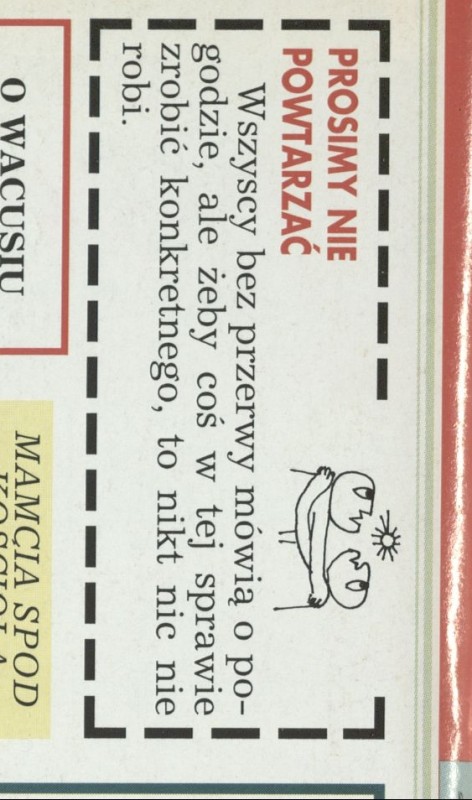 PROSIMY NIE
POWTARZAĆ
Wszyscy bez przerwy mówią o po-
godzie, ale żeby coś w tej sprawie
zrobić konkretnego, to nikt nic nie
robi.
O WACUSIU
MAMCIA SPOD
KOŚCIOŁA